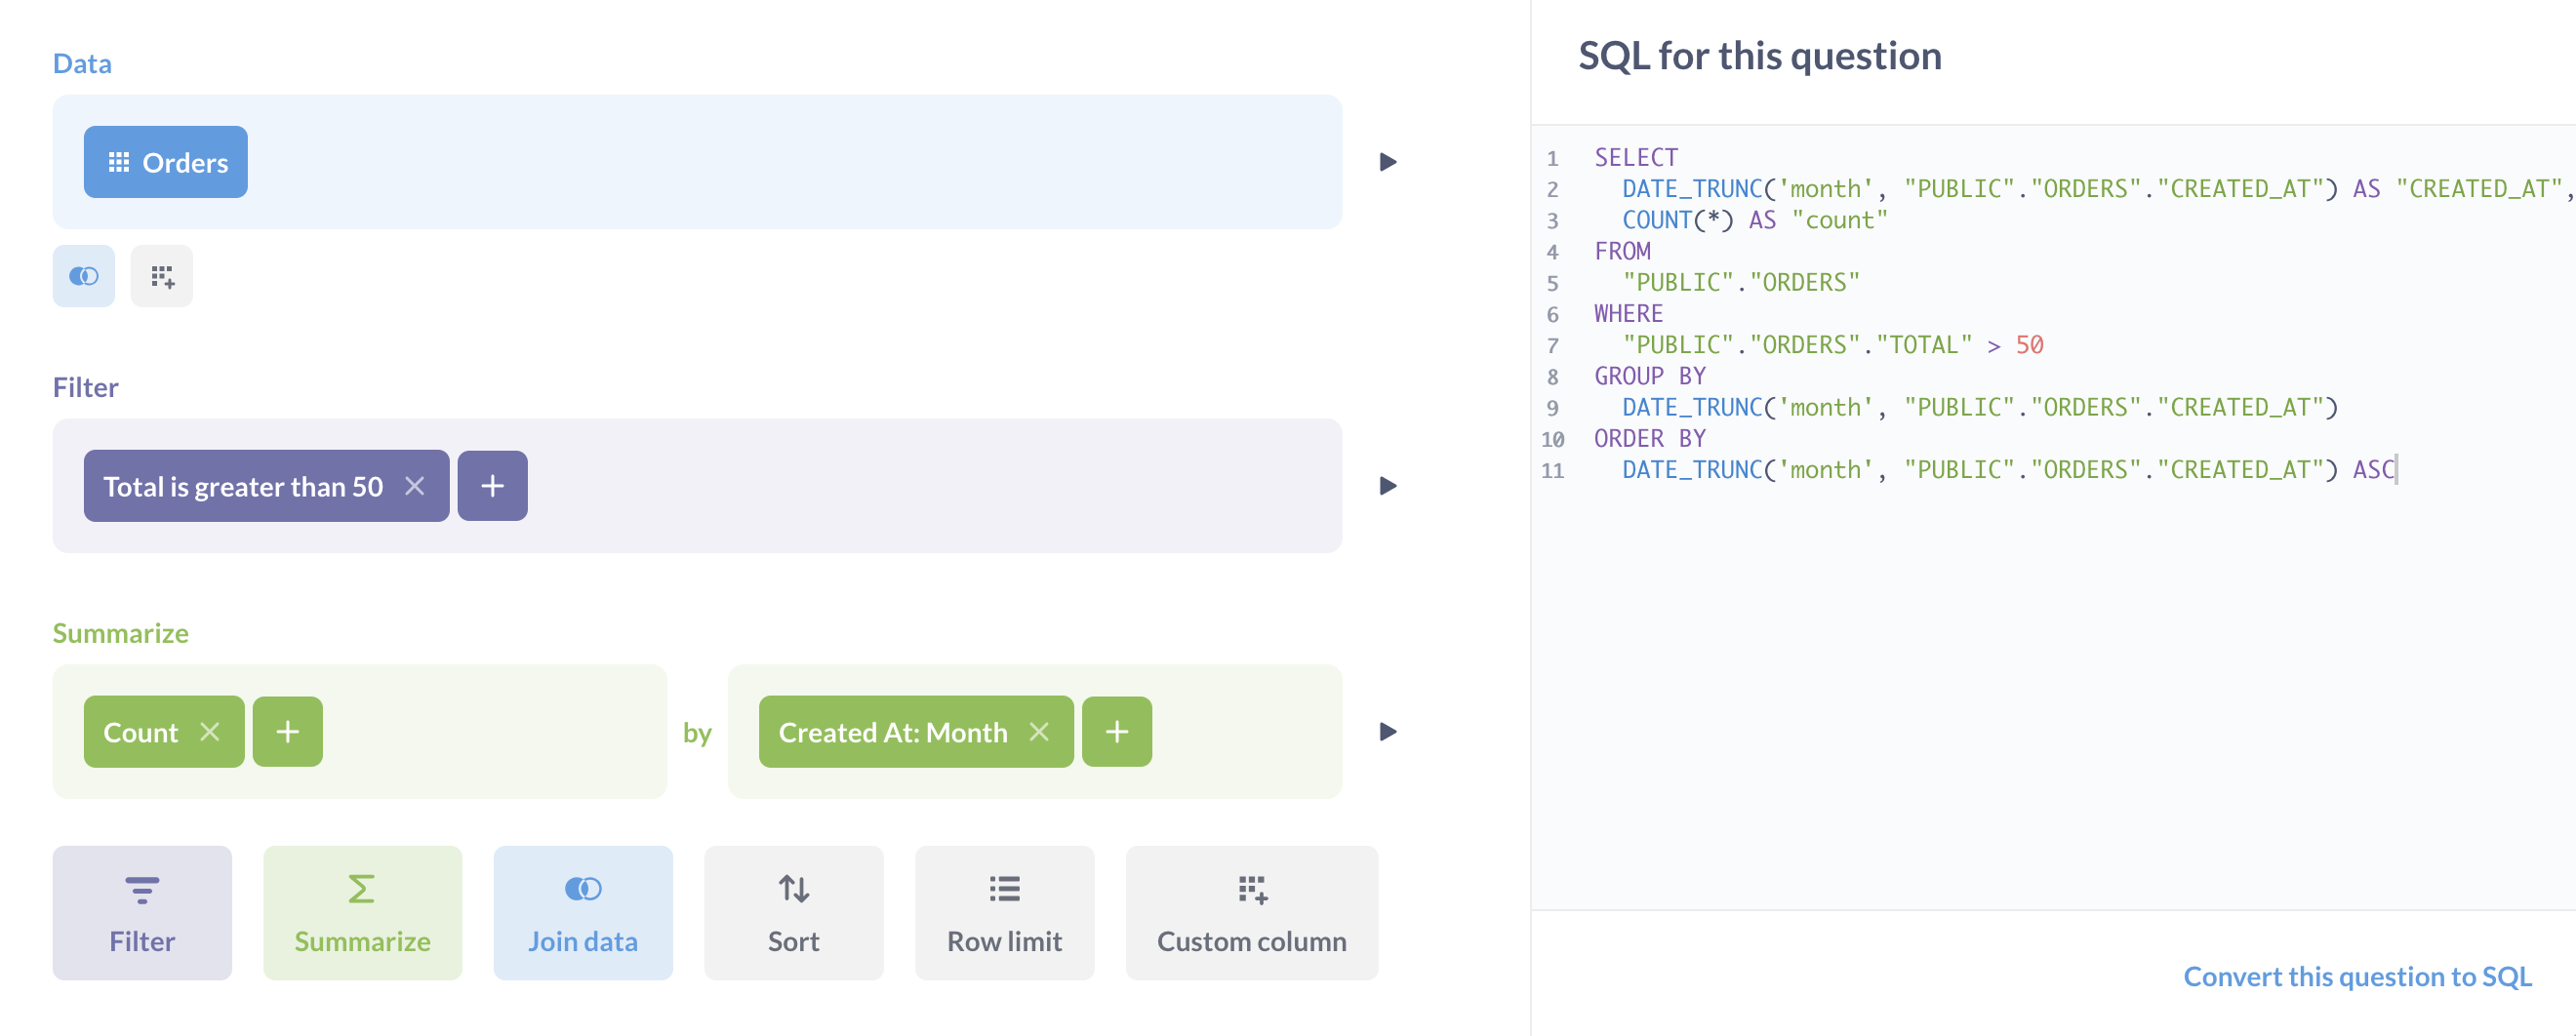 Data
Orders
Filter
Total is greater than 50
Summarize
Count
by
Created At: Month
Filter
Summarize
Join data
Sort
Row limit
Custom column
SQL for this question
1 SELECT
2 DATE_TRUNC('month', "PUBLIC"."ORDERS"."CREATED_AT") AS "CREATED_AT",
3 COUNT(*) AS "count"
4 FROM
5 "PUBLIC"."ORDERS"
6 WHERE
7 "PUBLIC"."ORDERS"."TOTAL" > 50
8 GROUP BY
9 DATE_TRUNC('month', "PUBLIC"."ORDERS"."CREATED_AT")
10 ORDER BY
11 DATE_TRUNC('month', "PUBLIC"."ORDERS"."CREATED_AT") ASC
Convert this question to SQL